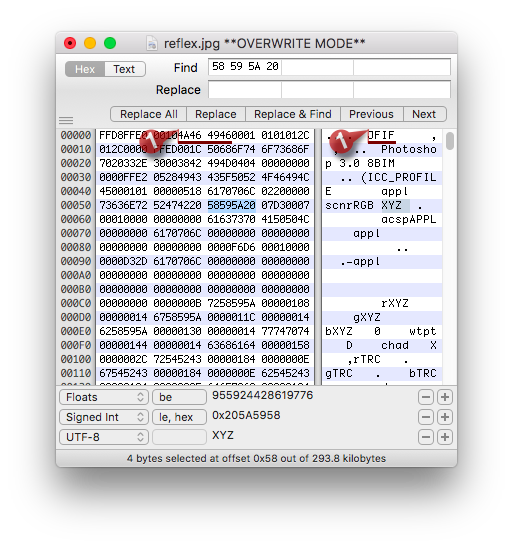 reflex.jpg **OVERWRITE MODE**
Hex Text Find 58 59 5A 20
Replace
Replace All Replace Replace & Find Previous Next
00000 FFD8FFE0 00104A46 49460001 0101012C JFIF ,
00010 012C0000 FFED001C 50686F74 6F73686F , .. Photosho
00020 7020332E 30003842 494D0404 00000000 p 3.0 8BIM
00030 0000FFE2 05284943 435F5052 4F46494C .. (ICC_PROFIL
00040 45000101 00000518 6170706C 02200000 E appl
00050 73636E72 52474220 58595A20 07D30007 scnrRGB XYZ .
00060 00010000 00000000 61637370 4150504C acspAPPL
00070 00000000 6170706C 00000000 00000000 appl
00080 00000000 00000000 0000F6D6 00010000 ..
00090 0000D32D 6170706C 00000000 00000000 .-appl
000A0 00000000 00000000 00000000 00000000
000B0 00000000 00000000 00000000 00000000
000C0 00000000 0000000B 7258595A 00000108 rXYZ
000D0 00000014 6758595A 0000011C 00000014 gXYZ
000E0 6258595A 00000130 00000014 77747074 bXYZ 0 wtpt
000F0 00000144 00000014 63686164 00000158 D chad X
00100 0000002C 72545243 00000184 0000000E ,rTRC .
00110 67545243 00000184 0000000E 62545243 gTRC . bTRC
1 1
Floats be 955924428619776
Signed Int le, hex 0x205A5958
UTF-8 XYZ
4 bytes selected at offset 0x58 out of 293.8 kilobytes